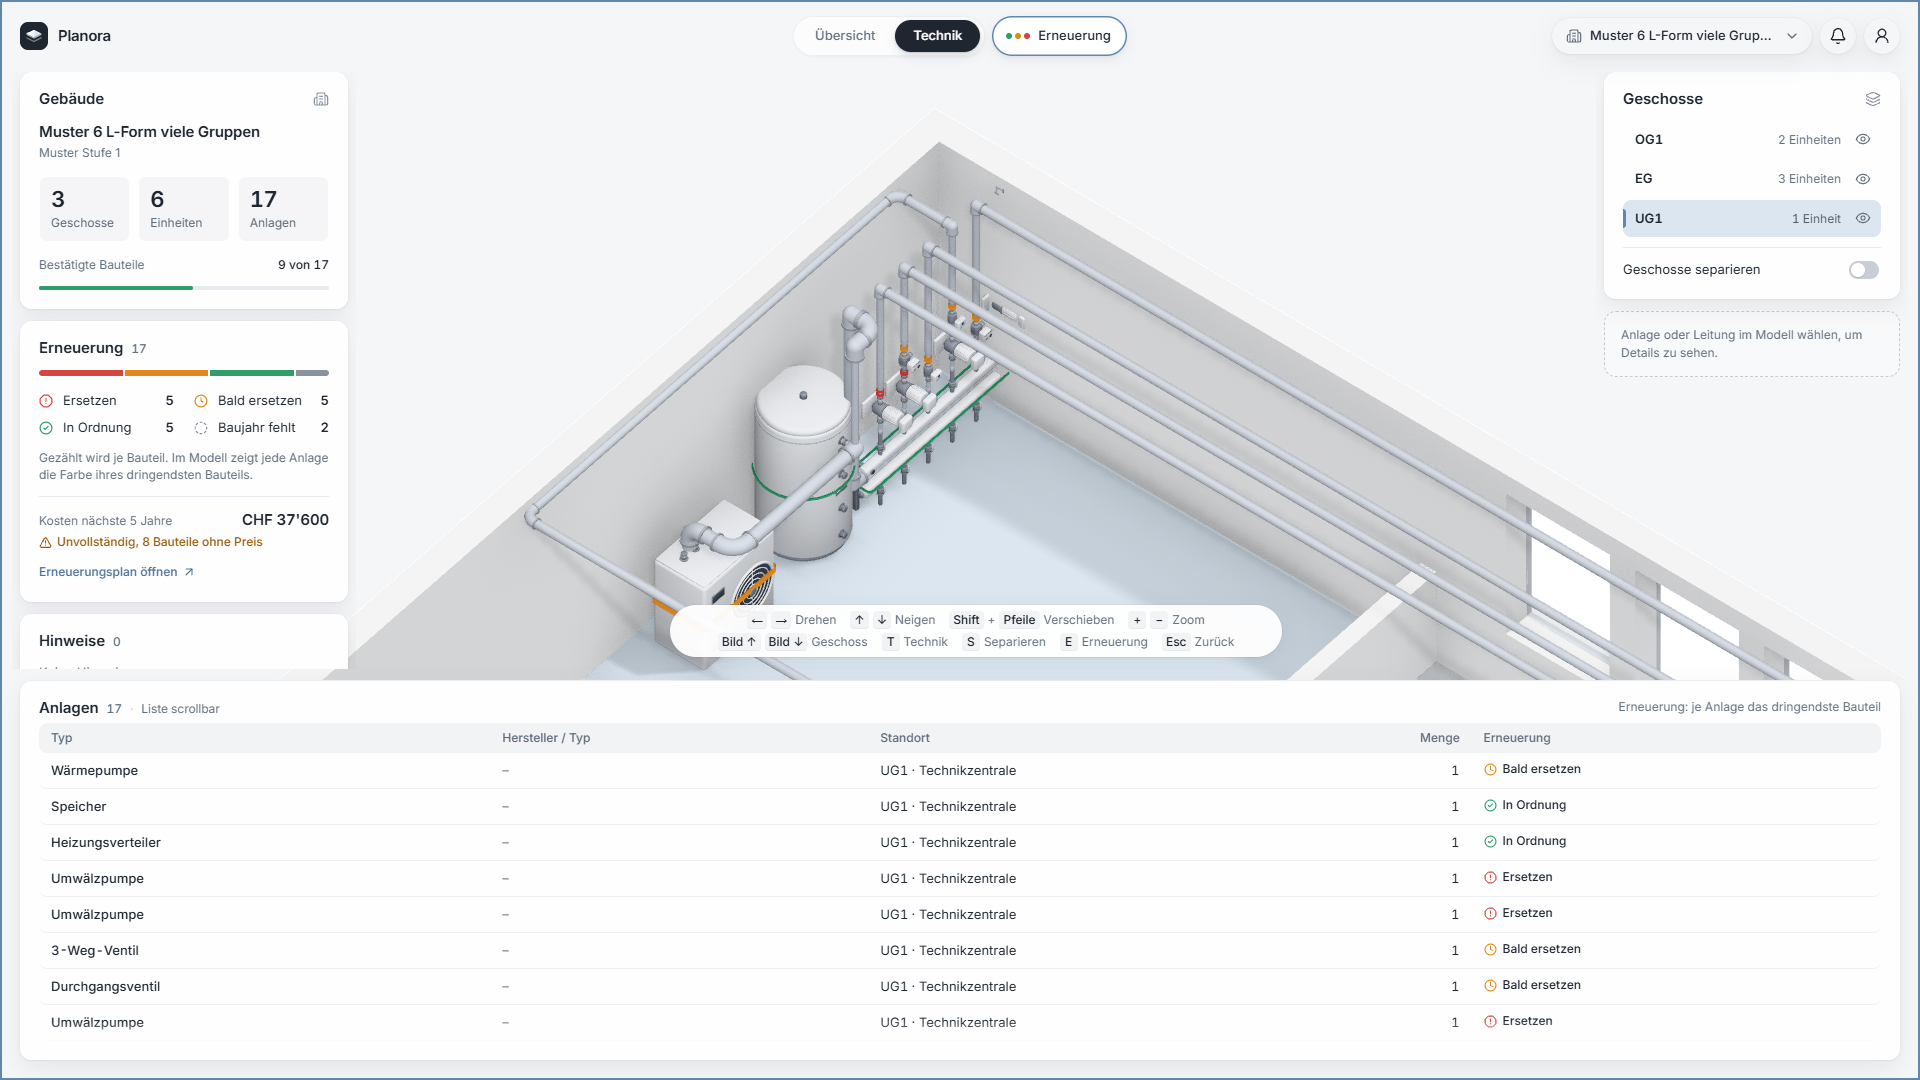 Planora
Übersicht
Technik
Erneuerung
Muster 6 L-Form viele Grup...
Gebäude
Muster 6 L-Form viele Gruppen
Muster Stufe 1
3 6 17
Geschosse Einheiten Anlagen
Bestätigte Bauteile 9 von 17
Erneuerung 17
Ersetzen 5 Bald ersetzen 5
In Ordnung 5 Baujahr fehlt 2
Gezählt wird je Bauteil. Im Modell zeigt jede Anlage
die Farbe ihres dringendsten Bauteils.
Kosten nächste 5 Jahre CHF 37'600
Unvollständig, 8 Bauteile ohne Preis
Erneuerungsplan öffnen ↗
Hinweise 0
Geschosse
OG1 2 Einheiten
EG 3 Einheiten
UG1 1 Einheit
Geschosse separieren
Anlage oder Leitung im Modell wählen, um
Details zu sehen.
← → Drehen ↑ ↓ Neigen Shift + Pfeile Verschieben + − Zoom
Bild ↑ Bild ↓ Geschoss T Technik S Separieren E Erneuerung Esc Zurück
Anlagen 17 · Liste scrollbar
Erneuerung: je Anlage das dringendste Bauteil
Typ Hersteller / Typ Standort Menge Erneuerung
Wärmepumpe – UG1 · Technikzentrale 1 Bald ersetzen
Speicher – UG1 · Technikzentrale 1 In Ordnung
Heizungsverteiler – UG1 · Technikzentrale 1 In Ordnung
Umwälzpumpe – UG1 · Technikzentrale 1 Ersetzen
Umwälzpumpe – UG1 · Technikzentrale 1 Ersetzen
3-Weg-Ventil – UG1 · Technikzentrale 1 Bald ersetzen
Durchgangsventil – UG1 · Technikzentrale 1 Bald ersetzen
Umwälzpumpe – UG1 · Technikzentrale 1 Ersetzen